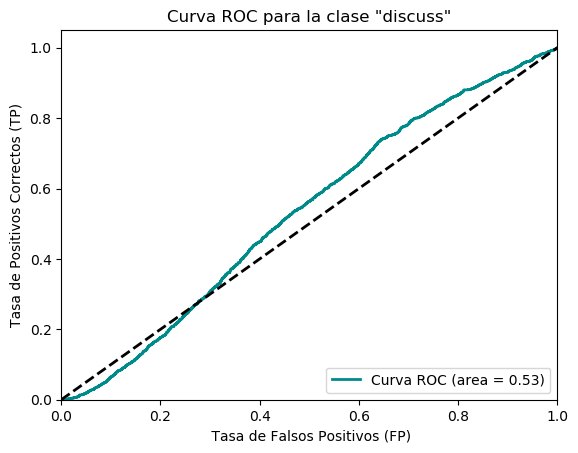 Curva ROC para la clase "discuss"
Tasa de Positivos Correctos (TP)
1.0
0.8
0.6
0.4
0.2
0.0
Curva ROC (area = 0.53)
0.0 0.2 0.4 0.6 0.8 1.0
Tasa de Falsos Positivos (FP)